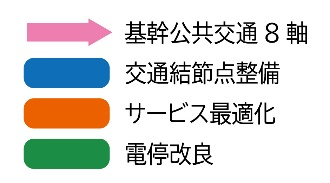 基幹公共交通8軸
交通結節点整備
サービス最適化
電停改良